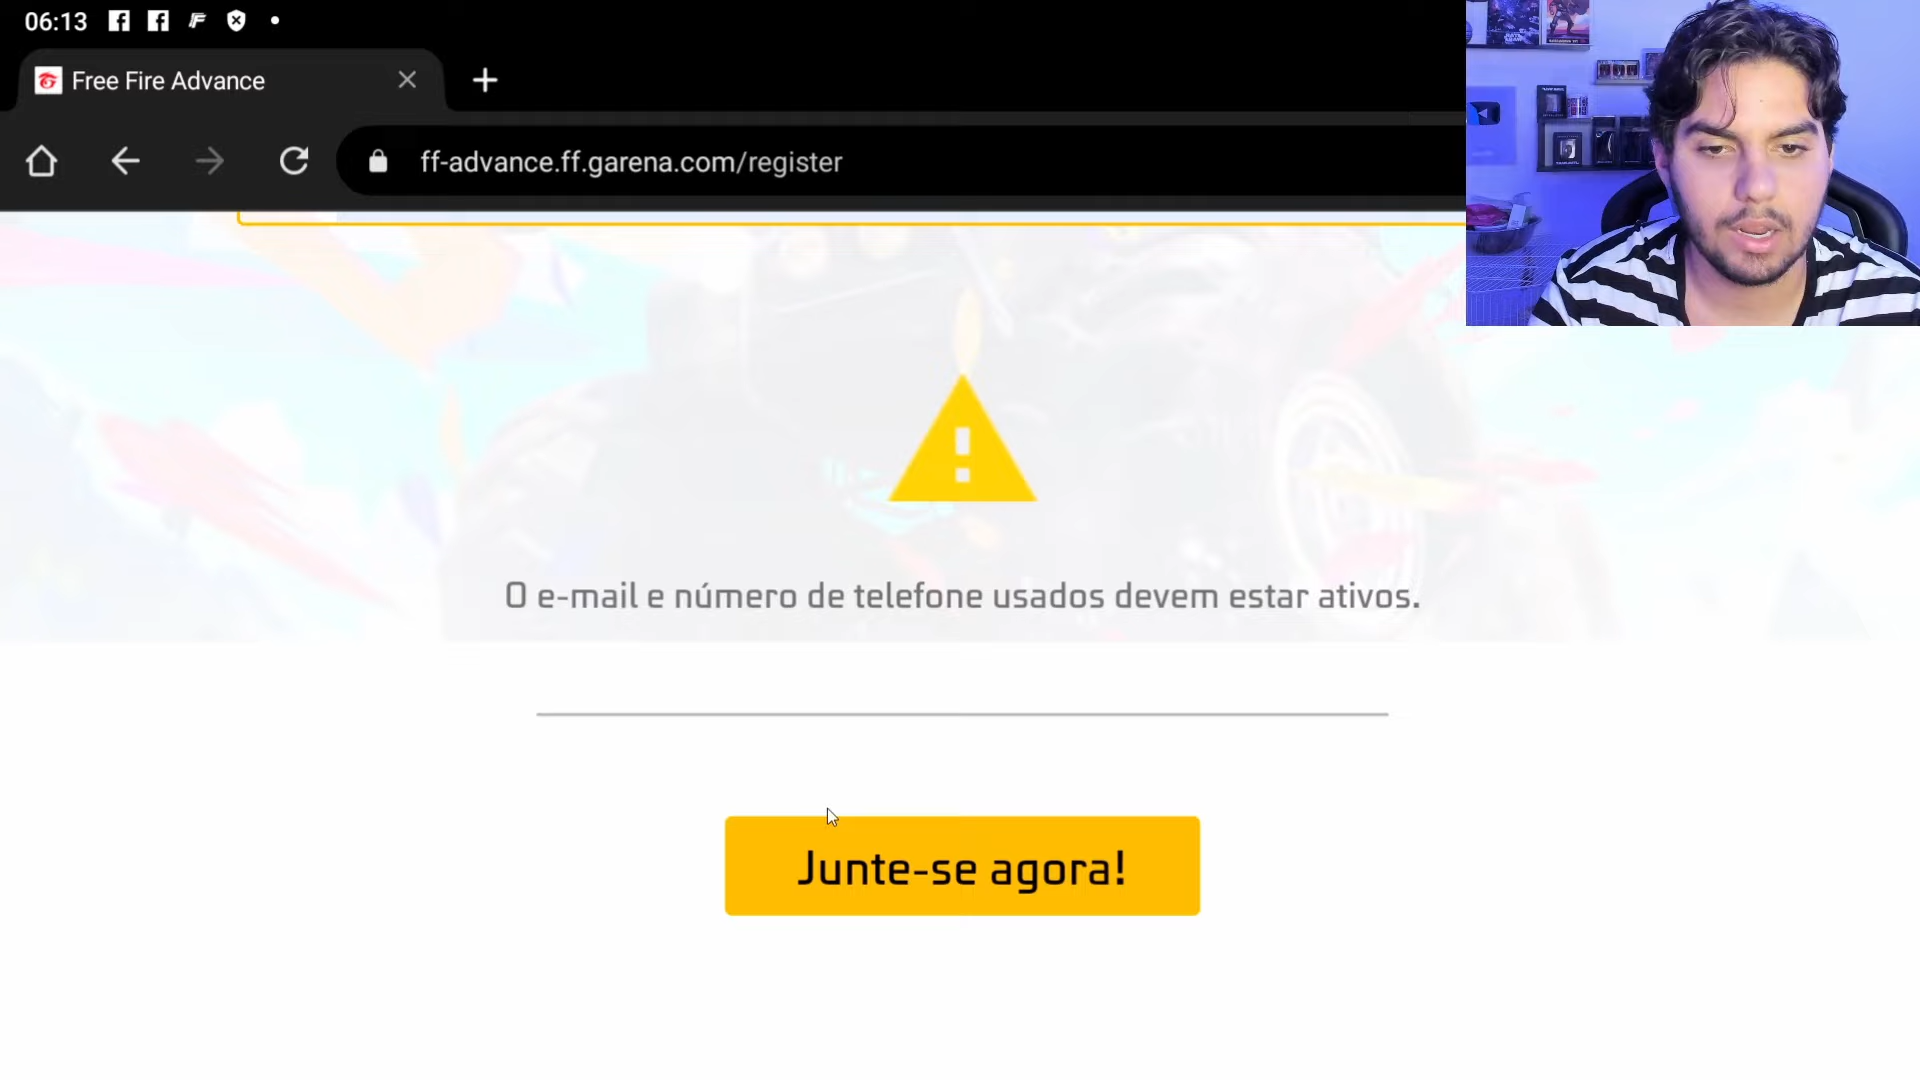 06:13
Free Fire Advance
ff-advance.ff.garena.com/register
O e-mail e número de telefone usados devem estar ativos.
Junte-se agora!